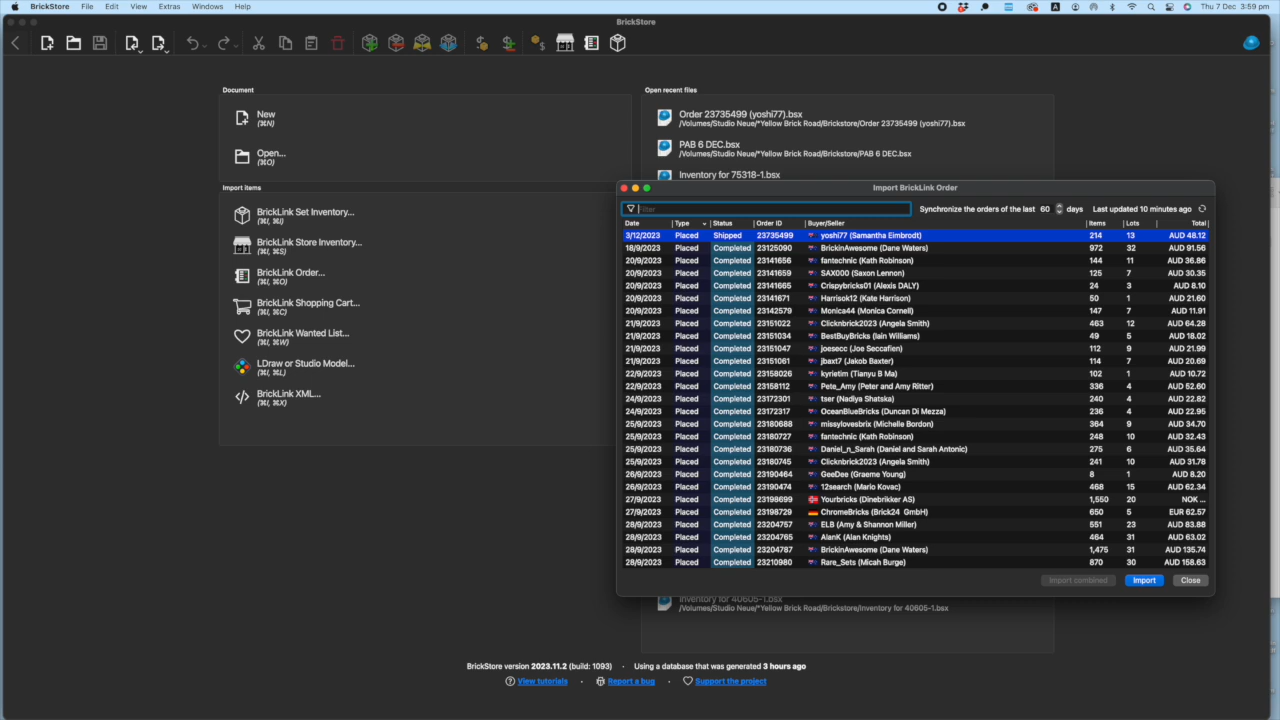 BrickStore File Edit View Extras Windows Help Thu 7 Dec 3:59 pm
BrickStore
Document
New
(⌘N)
Open...
(⌘O)
Import items
BrickLink Set Inventory...
(⌘I, ⌘I)
BrickLink Store Inventory...
(⌘I, ⌘S)
BrickLink Order...
(⌘I, ⌘O)
BrickLink Shopping Cart...
(⌘I, ⌘C)
BrickLink Wanted List...
(⌘I, ⌘W)
LDraw or Studio Model...
(⌘I, ⌘L)
BrickLink XML...
(⌘I, ⌘X)
Open recent files
Order 23735499 (yoshi77).bsx
/Volumes/Studio Neue/*Yellow Brick Road/Brickstore/Order 23735499 (yoshi77).bsx
PAB 6 DEC.bsx
/Volumes/Studio Neue/*Yellow Brick Road/Brickstore/PAB 6 DEC.bsx
Inventory for 75318-1.bsx
Import BrickLink Order
Filter Synchronize the orders of the last 60 days Last updated 10 minutes ago
Date Type Status Order ID Buyer/Seller Items Lots Total
3/12/2023 Placed Shipped 23735499 yoshi77 (Samantha Eimbrodt) 214 13 AUD 48.12
18/9/2023 Placed Completed 23125090 BrickinAwesome (Dane Waters) 972 32 AUD 91.56
20/9/2023 Placed Completed 23141656 fantechnic (Kath Robinson) 144 11 AUD 36.86
20/9/2023 Placed Completed 23141659 SAX000 (Saxon Lennon) 125 7 AUD 30.35
20/9/2023 Placed Completed 23141665 Crispybricks01 (Alexis DALY) 24 3 AUD 8.10
20/9/2023 Placed Completed 23141671 Harrisok12 (Kate Harrison) 50 1 AUD 21.60
20/9/2023 Placed Completed 23142579 Monica44 (Monica Cornell) 147 7 AUD 11.91
21/9/2023 Placed Completed 23151022 Clicknbrick2023 (Angela Smith) 463 12 AUD 64.28
21/9/2023 Placed Completed 23151034 BestBuyBricks (Iain Williams) 49 5 AUD 18.02
21/9/2023 Placed Completed 23151047 joesecc (Joe Seccafien) 112 9 AUD 21.99
21/9/2023 Placed Completed 23151061 jbaxt7 (Jakob Baxter) 114 7 AUD 20.69
22/9/2023 Placed Completed 23158026 kyrietim (Tianyu B Ma) 102 1 AUD 10.72
22/9/2023 Placed Completed 23158112 Pete_Amy (Peter and Amy Ritter) 336 4 AUD 52.60
24/9/2023 Placed Completed 23172301 tser (Nadiya Shatska) 240 4 AUD 22.82
24/9/2023 Placed Completed 23172317 OceanBlueBricks (Duncan Di Mezza) 236 4 AUD 22.95
25/9/2023 Placed Completed 23180688 missylovesbrix (Michelle Bordon) 364 9 AUD 34.70
25/9/2023 Placed Completed 23180727 fantechnic (Kath Robinson) 248 10 AUD 32.43
25/9/2023 Placed Completed 23180736 Daniel_n_Sarah (Daniel and Sarah Antonic) 275 6 AUD 35.64
25/9/2023 Placed Completed 23180745 Clicknbrick2023 (Angela Smith) 241 10 AUD 31.78
26/9/2023 Placed Completed 23190464 GeeDee (Graeme Young) 8 1 AUD 8.20
26/9/2023 Placed Completed 23190474 12search (Mario Kovac) 468 15 AUD 62.34
27/9/2023 Placed Completed 23198699 Yourbricks (Dinebrikker AS) 1,550 20 NOK ...
27/9/2023 Placed Completed 23198729 ChromeBricks (Brick24 GmbH) 650 5 EUR 62.57
28/9/2023 Placed Completed 23204757 ELB (Amy & Shannon Miller) 551 23 AUD 83.88
28/9/2023 Placed Completed 23204765 AlanK (Alan Knights) 464 31 AUD 63.02
28/9/2023 Placed Completed 23204787 BrickinAwesome (Dane Waters) 1,475 31 AUD 135.74
28/9/2023 Placed Completed 23210980 Rare_Sets (Micah Burge) 870 30 AUD 158.63
Import combined Import Close
Inventory for 40605-1.bsx
/Volumes/Studio Neue/*Yellow Brick Road/Brickstore/Inventory for 40605-1.bsx
BrickStore version 2023.11.2 (build: 1093) · Using a database that was generated 3 hours ago
View tutorials · Report a bug · Support the project